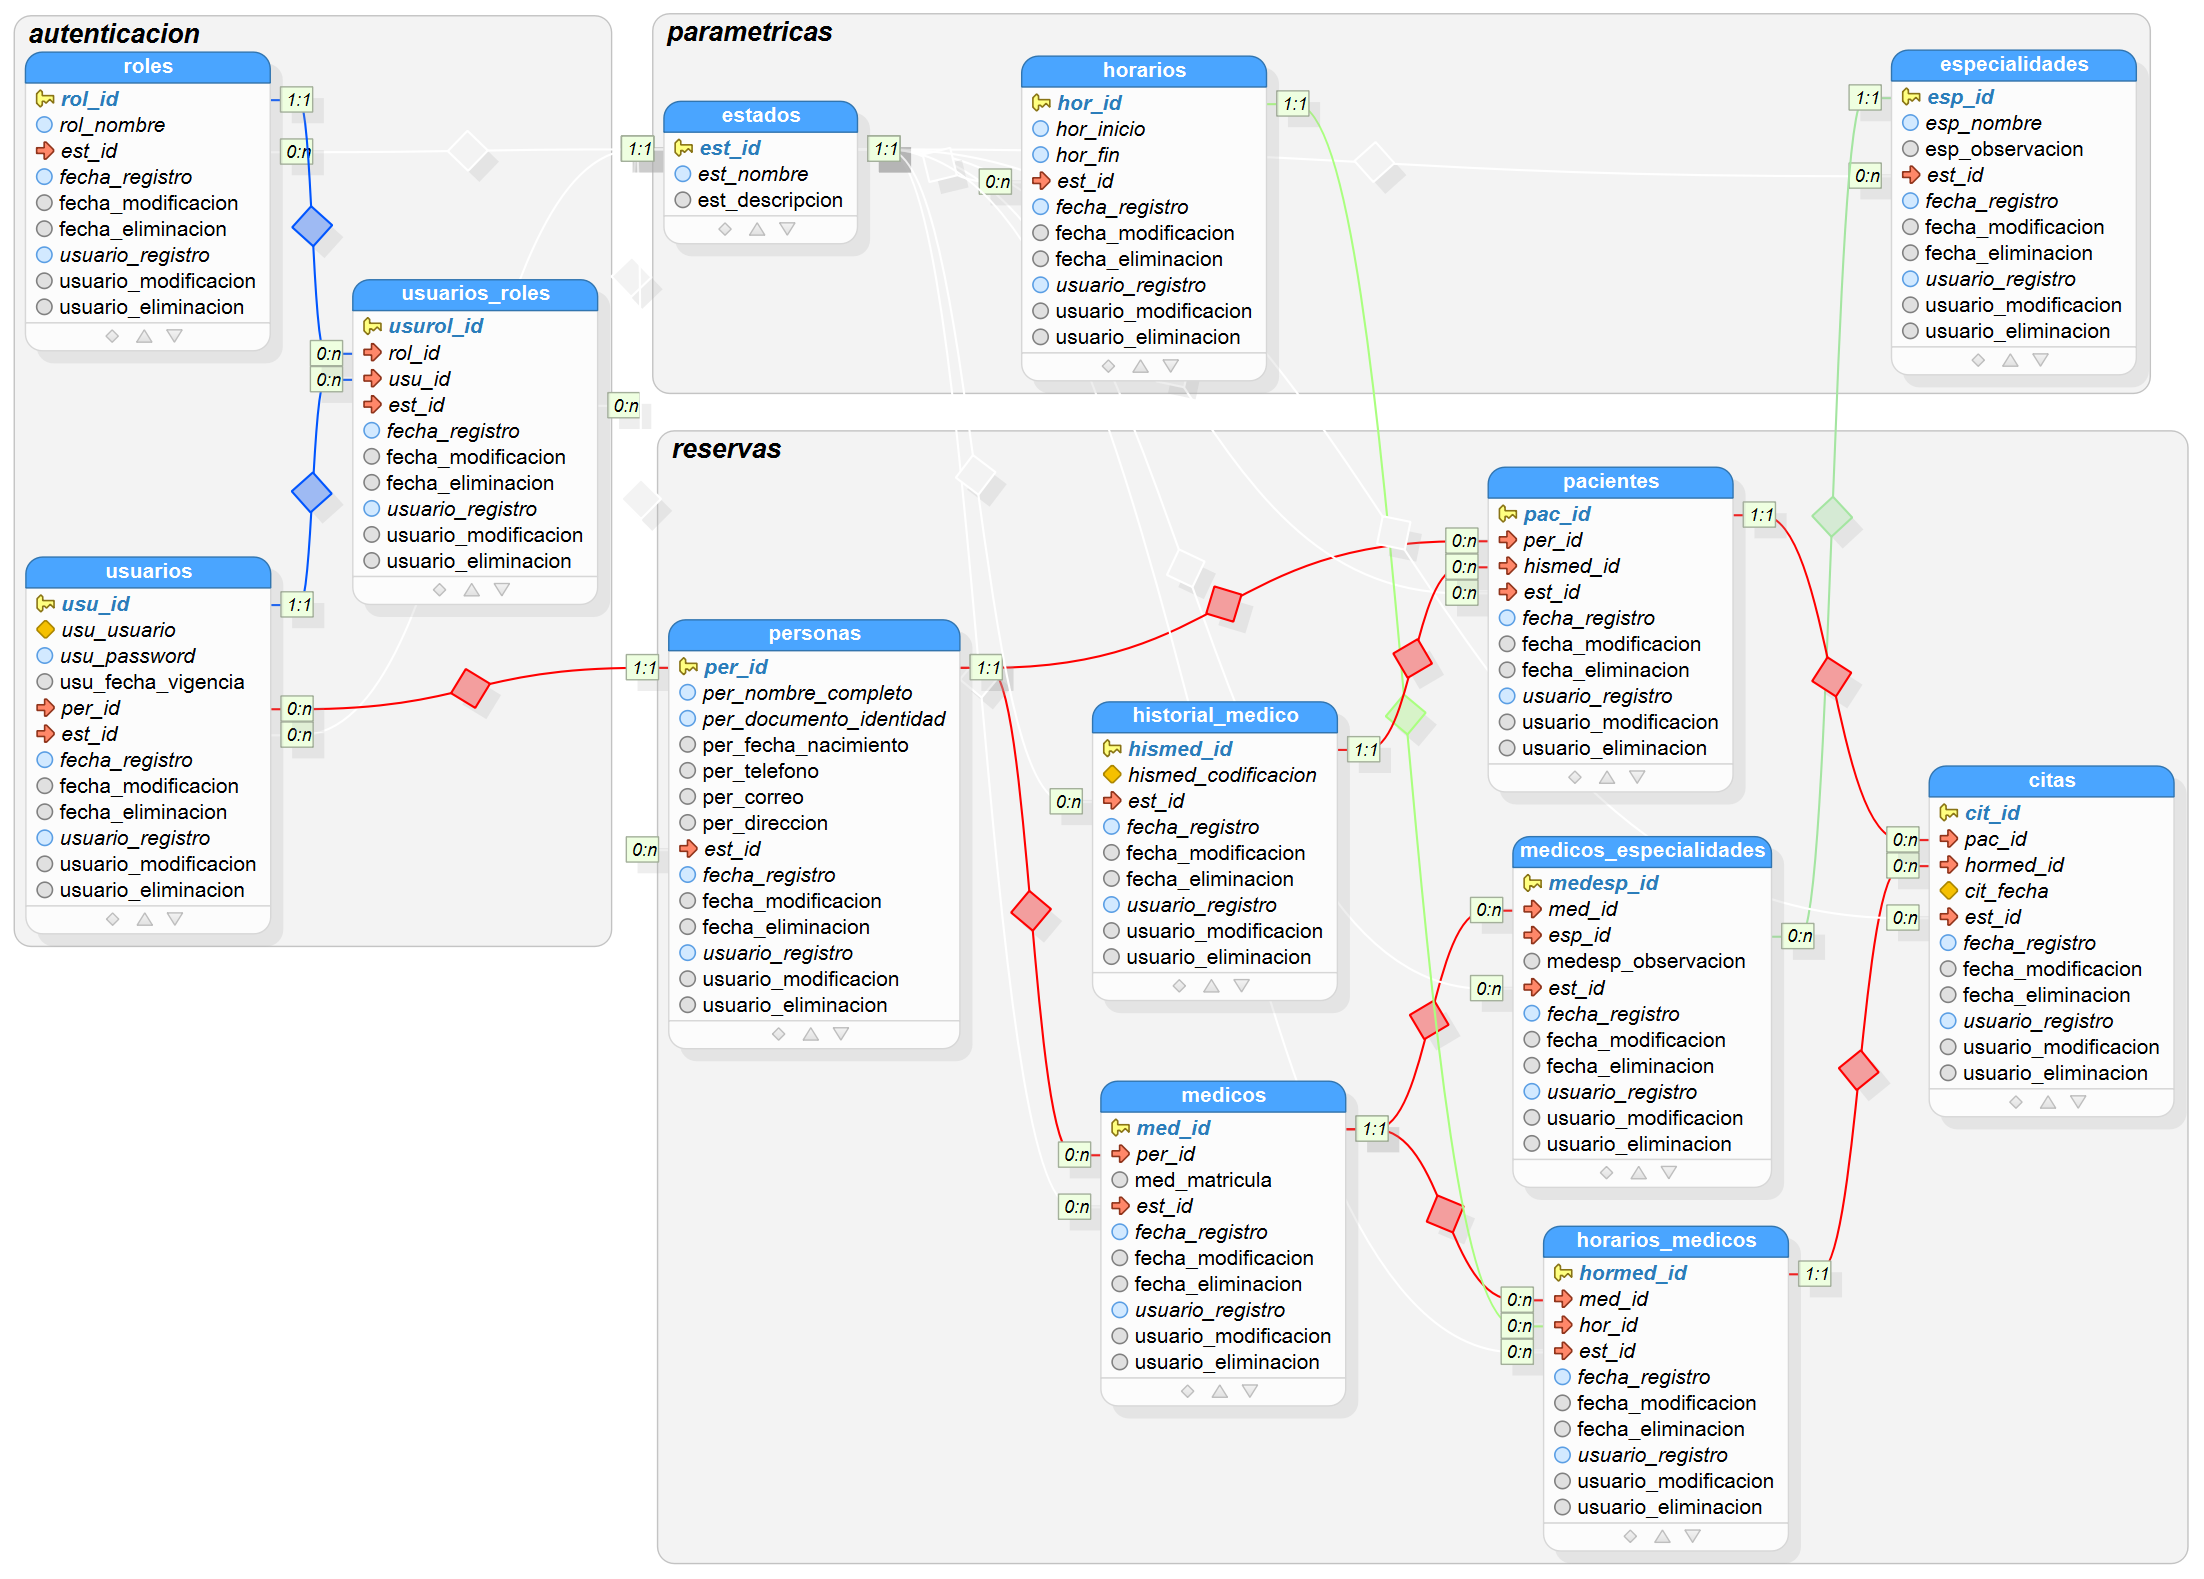 autenticacion
roles
rol_id
rol_nombre
est_id
fecha_registro
fecha_modificacion
fecha_eliminacion
usuario_registro
usuario_modificacion
usuario_eliminacion
1:1
0:n
usuarios_roles
usurol_id
0:n
rol_id
0:n
usu_id
est_id
0:n
fecha_registro
fecha_modificacion
fecha_eliminacion
usuario_registro
usuario_modificacion
usuario_eliminacion
usuarios
usu_id
1:1
usu_usuario
usu_password
usu_fecha_vigencia
per_id
0:n
est_id
0:n
fecha_registro
fecha_modificacion
fecha_eliminacion
usuario_registro
usuario_modificacion
usuario_eliminacion
parametricas
estados
1:1
est_id
1:1
est_nombre
est_descripcion
horarios
hor_id
1:1
hor_inicio
hor_fin
0:n
est_id
fecha_registro
fecha_modificacion
fecha_eliminacion
usuario_registro
usuario_modificacion
usuario_eliminacion
especialidades
1:1
esp_id
esp_nombre
esp_observacion
0:n
est_id
fecha_registro
fecha_modificacion
fecha_eliminacion
usuario_registro
usuario_modificacion
usuario_eliminacion
reservas
personas
1:1
per_id
1:1
per_nombre_completo
per_documento_identidad
per_fecha_nacimiento
per_telefono
per_correo
per_direccion
0:n
est_id
fecha_registro
fecha_modificacion
fecha_eliminacion
usuario_registro
usuario_modificacion
usuario_eliminacion
historial_medico
hismed_id
1:1
hismed_codificacion
0:n
est_id
fecha_registro
fecha_modificacion
fecha_eliminacion
usuario_registro
usuario_modificacion
usuario_eliminacion
medicos
med_id
1:1
0:n
per_id
med_matricula
0:n
est_id
fecha_registro
fecha_modificacion
fecha_eliminacion
usuario_registro
usuario_modificacion
usuario_eliminacion
pacientes
pac_id
1:1
0:n
per_id
0:n
hismed_id
0:n
est_id
fecha_registro
fecha_modificacion
fecha_eliminacion
usuario_registro
usuario_modificacion
usuario_eliminacion
medicos_especialidades
medesp_id
0:n
med_id
esp_id
0:n
medesp_observacion
0:n
est_id
fecha_registro
fecha_modificacion
fecha_eliminacion
usuario_registro
usuario_modificacion
usuario_eliminacion
horarios_medicos
hormed_id
1:1
0:n
med_id
0:n
hor_id
0:n
est_id
fecha_registro
fecha_modificacion
fecha_eliminacion
usuario_registro
usuario_modificacion
usuario_eliminacion
citas
cit_id
0:n
pac_id
0:n
hormed_id
cit_fecha
0:n
est_id
fecha_registro
fecha_modificacion
fecha_eliminacion
usuario_registro
usuario_modificacion
usuario_eliminacion